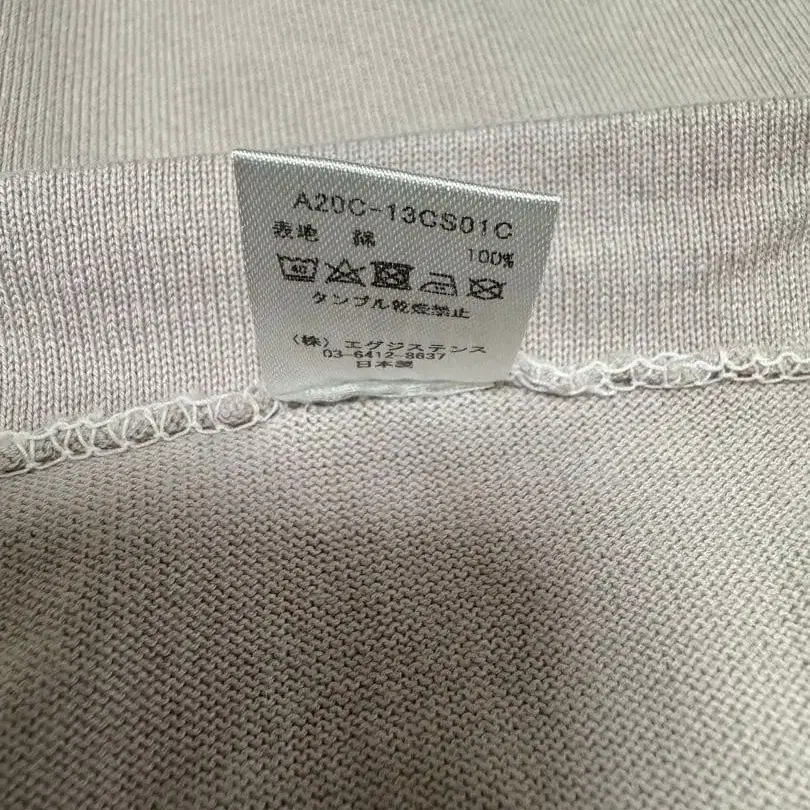 A20C-13CS01C
表地 綿 100%
40
タンブル乾燥禁止
(株) エグジステンス
03-6412-8637
日本製